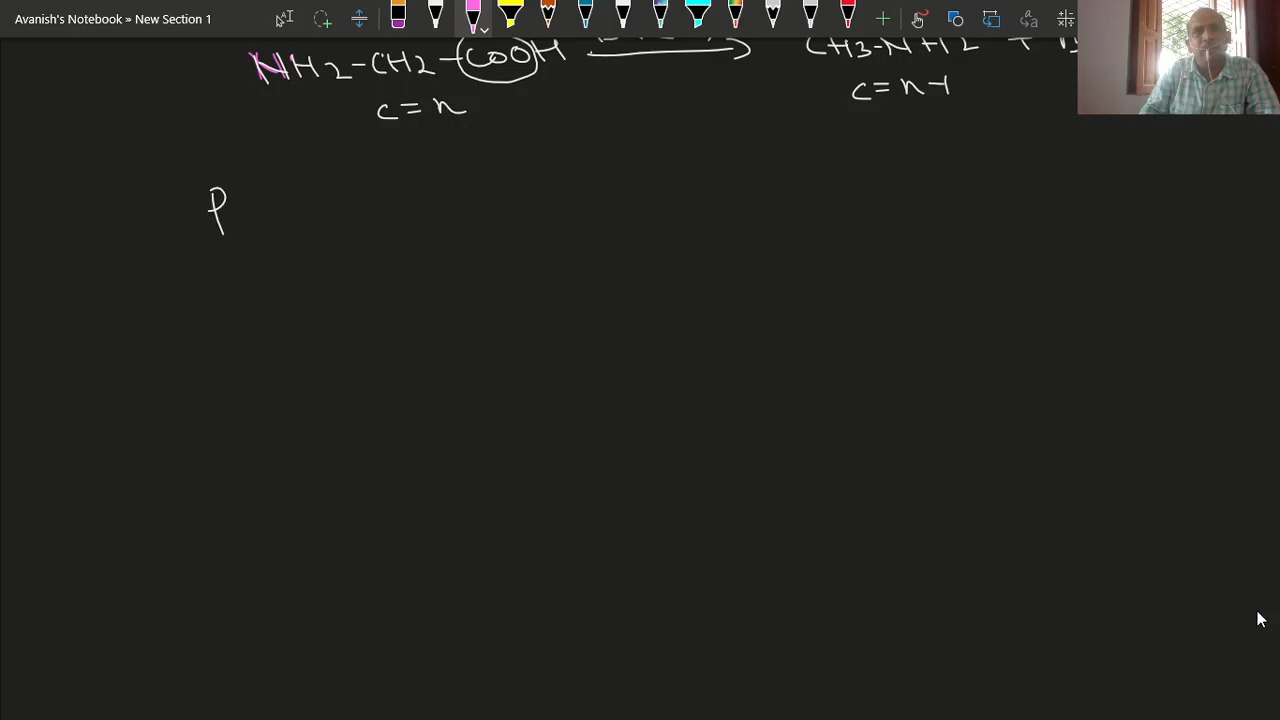 Avanish's Notebook » New Section 1
NH2-CH2-COOH CH3-NH2 +
c=n c=n-1
P